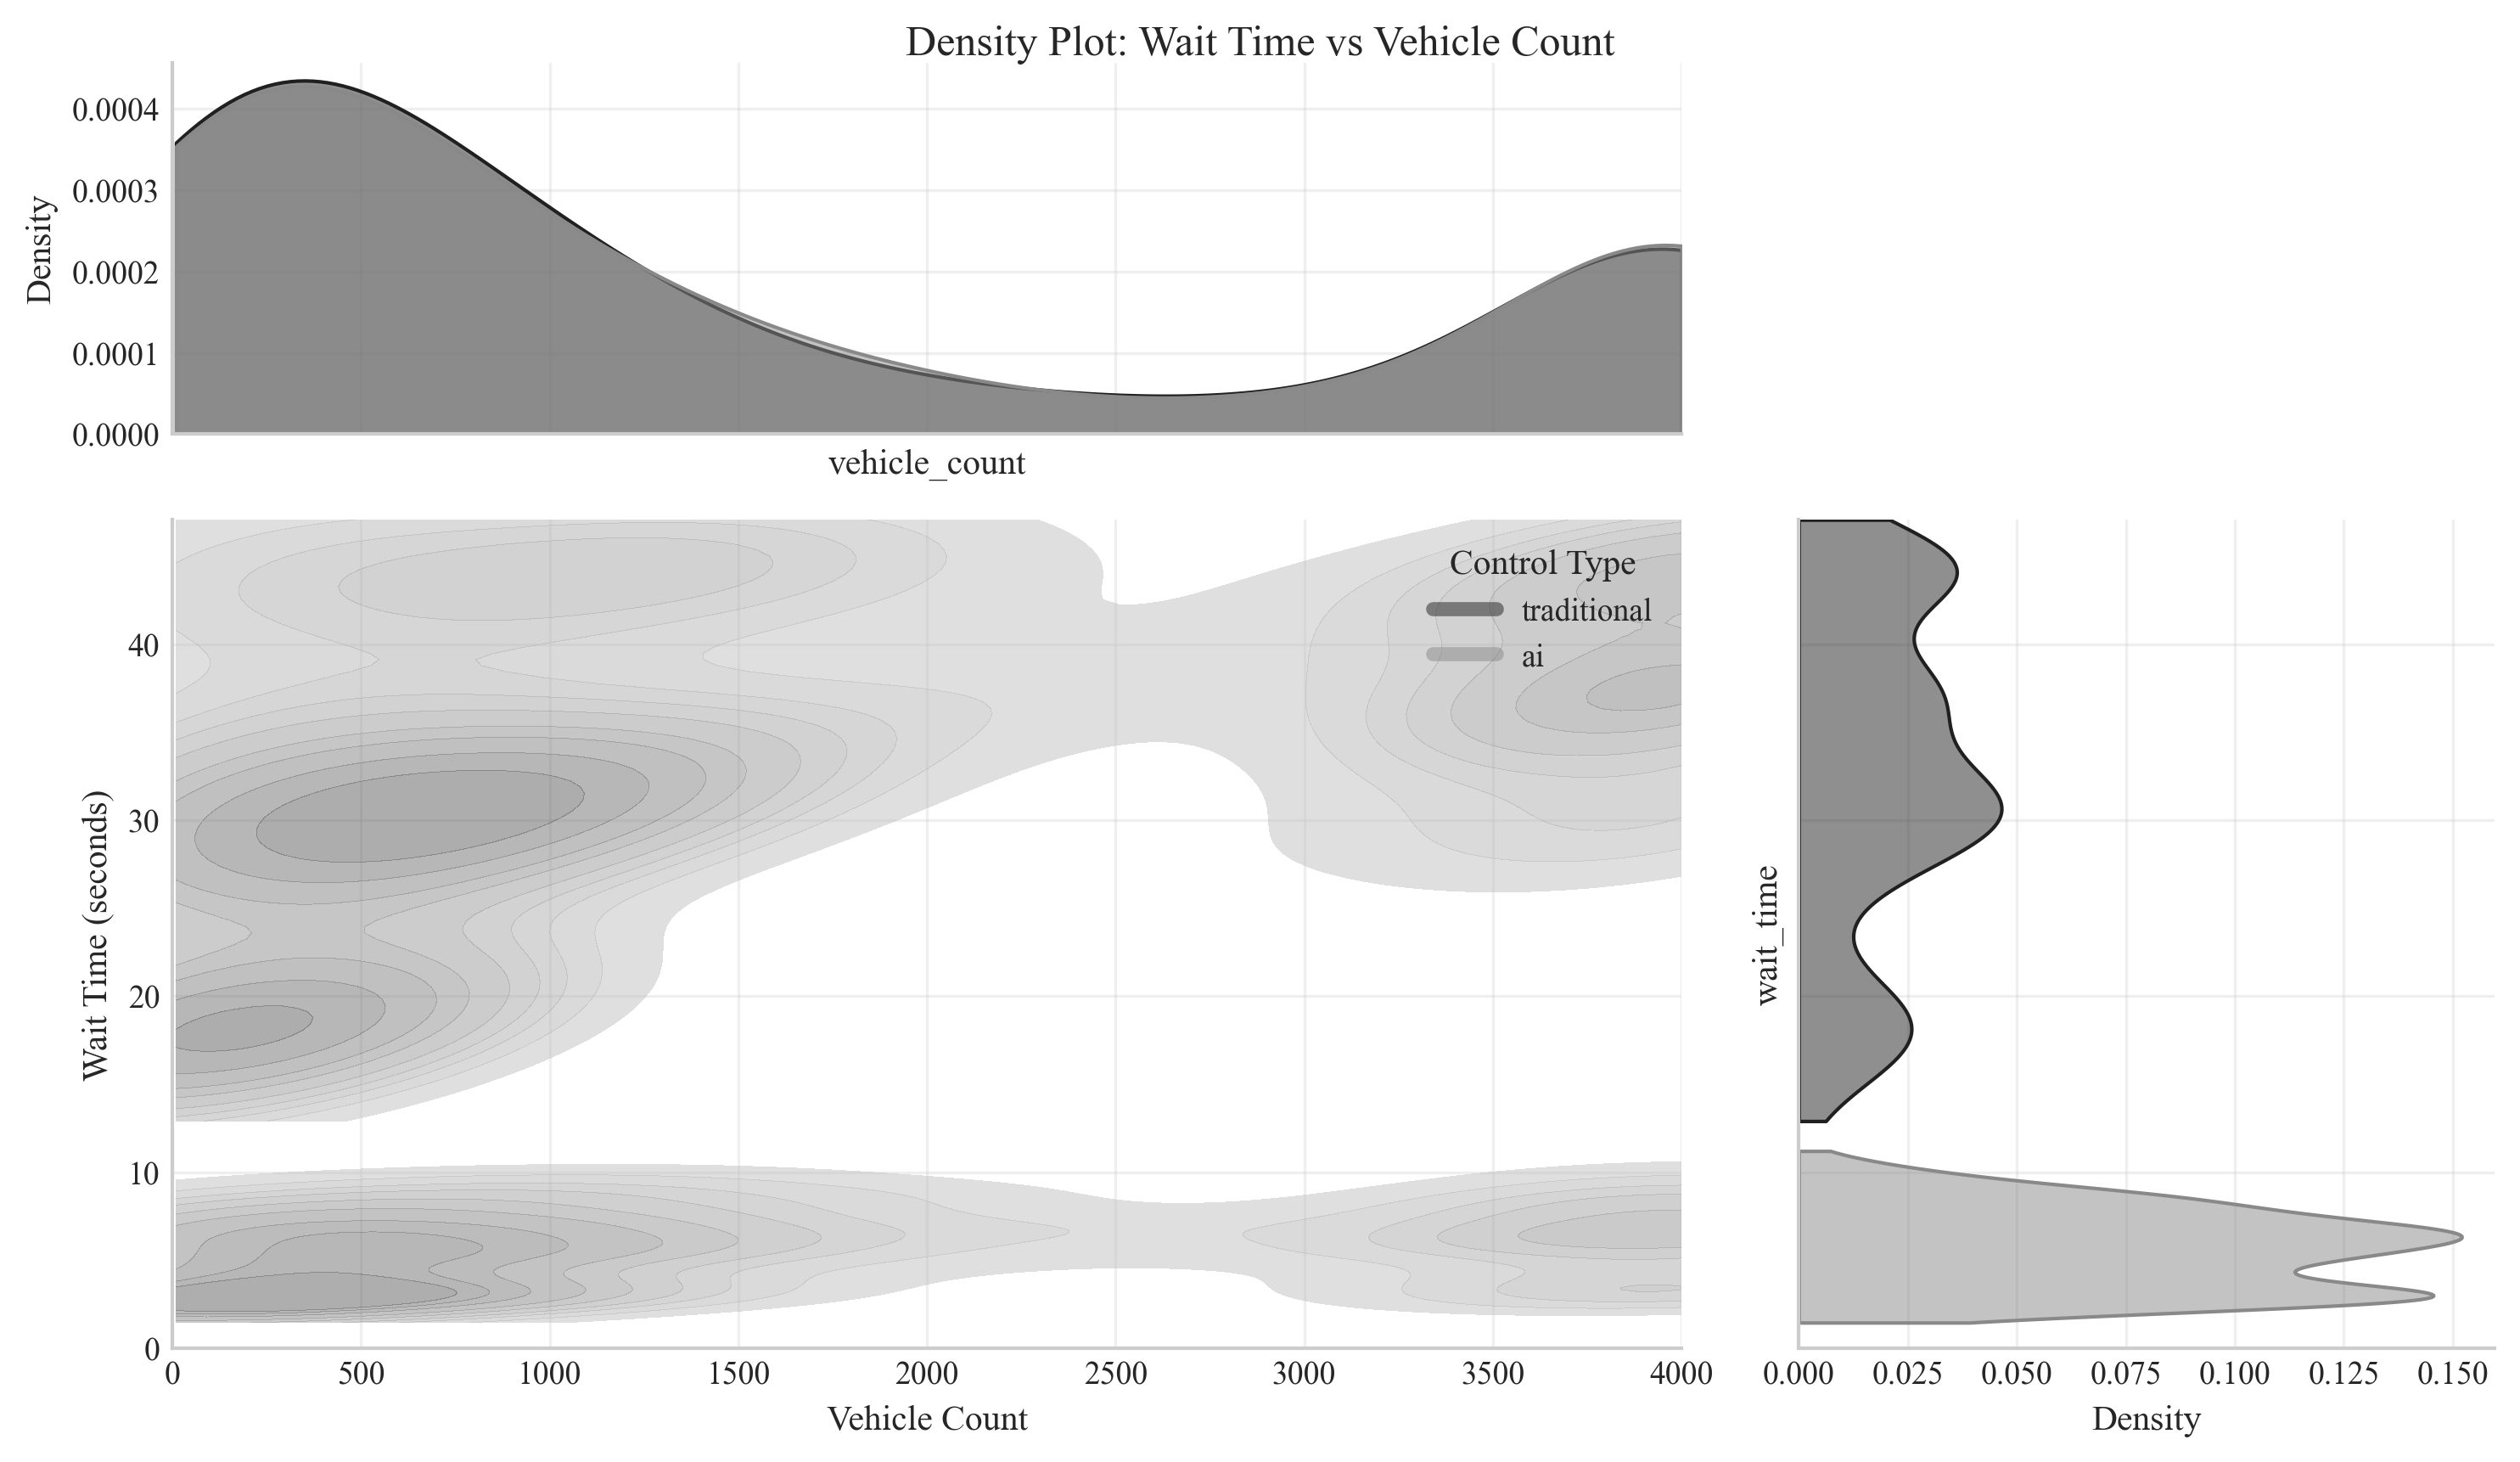 Density Plot: Wait Time vs Vehicle Count
Density
0.0004
0.0003
0.0002
0.0001
0.0000
vehicle_count
Wait Time (seconds)
40
30
20
10
0
Control Type
traditional
ai
0 500 1000 1500 2000 2500 3000 3500 4000
Vehicle Count
wait_time
0.000 0.025 0.050 0.075 0.100 0.125 0.150
Density